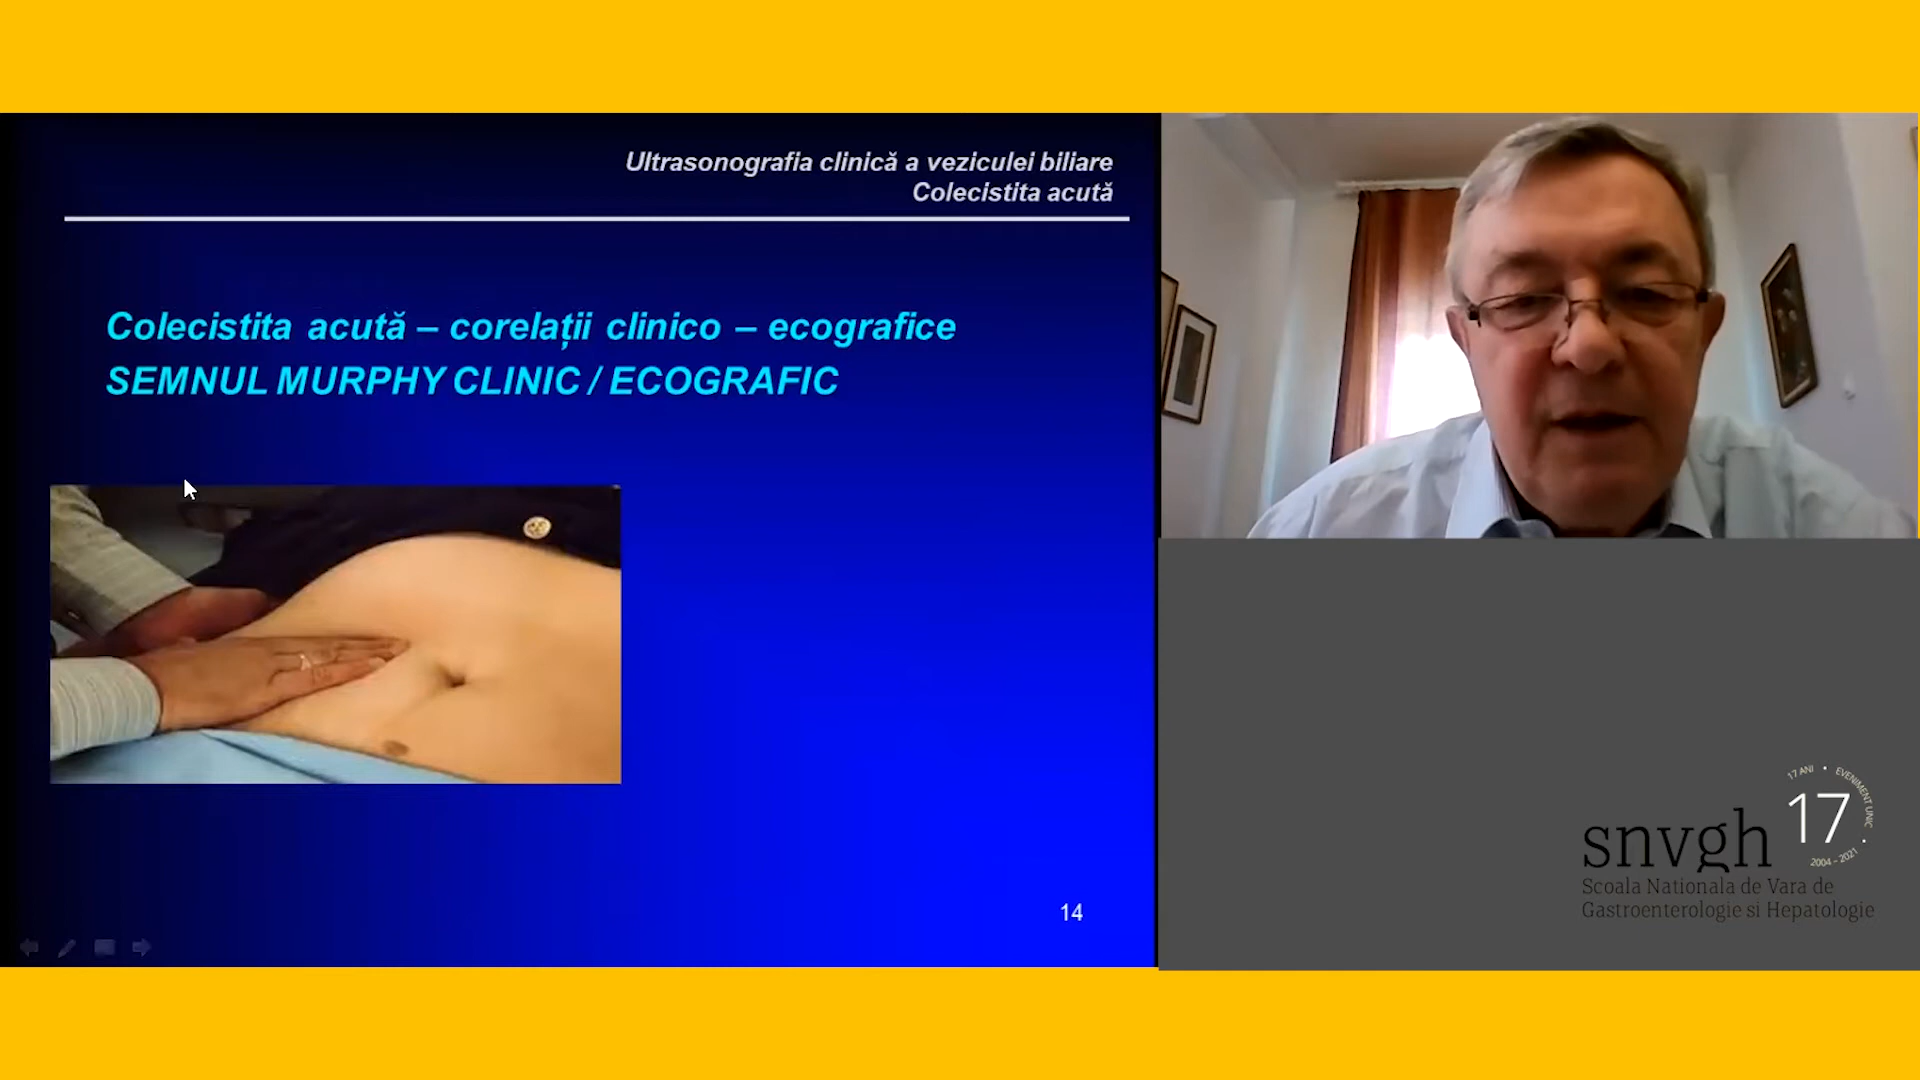 Ultrasonografia clinică a veziculei biliare
Colecistita acută
Colecistita acută – corelații clinico – ecografice
SEMNUL MURPHY CLINIC / ECOGRAFIC
14
17 ANI • EVENIMENT UNIC •
17
2004 - 2021
snvgh
Scoala Nationala de Vara de
Gastroenterologie si Hepatologie